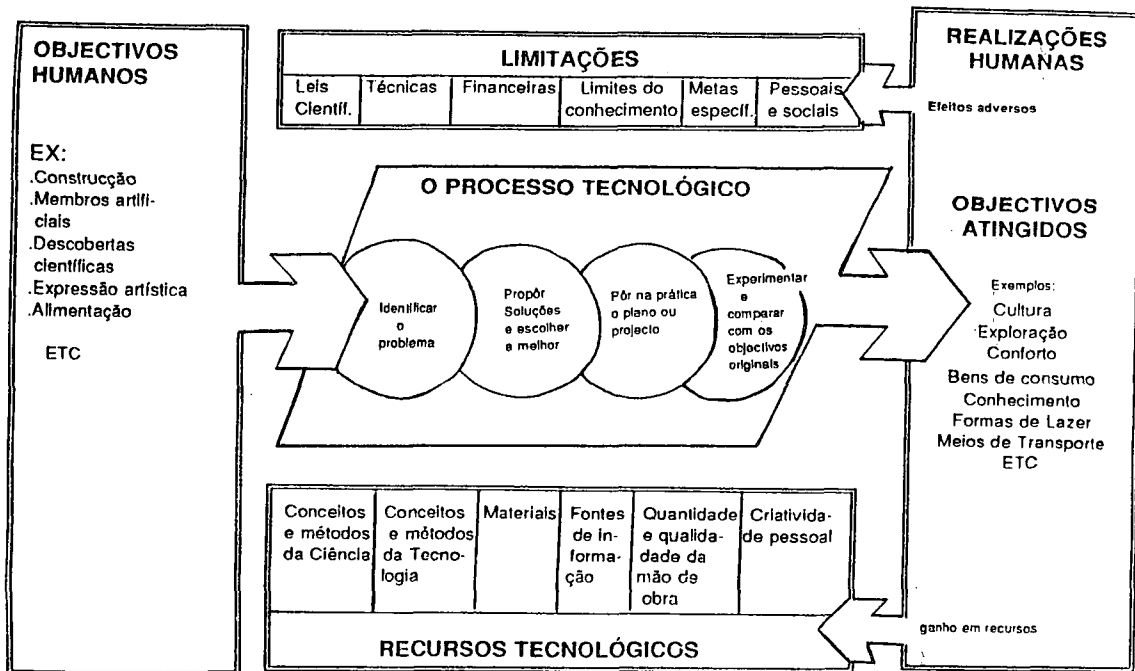 OBJECTIVOS
HUMANOS
EX:
.Construcção
.Membros artifi-
ciais
.Descobertas
científicas
.Expressão artística
.Alimentação
ETC
LIMITAÇÕES
Leis
Científ.
Técnicas
Financeiras
Limites do
conhecimento
Metas
específ.
Pessoais
e sociais
O PROCESSO TECNOLÓGICO
Identificar
o
problema
Propôr
Soluções
e escolher
a melhor
Pôr na prática
o plano ou
projecto
Experimentar
e
comparar
com os
objectivos
originais
Conceitos
e métodos
da Ciência
Conceitos
e métodos
da Tecno-
logia
Materiais
Fontes
de in-
forma-
ção
Quantidade
e qualida-
dade da
mão de
obra
Criativida-
de pessoal
RECURSOS TECNOLÓGICOS
REALIZAÇÕES
HUMANAS
Efeitos adversos
OBJECTIVOS
ATINGIDOS
Exemplos:
Cultura
Exploração
Conforto
Bens de consumo
Conhecimento
Formas de Lazer
Meios de Transporte
ETC
ganho em recursos